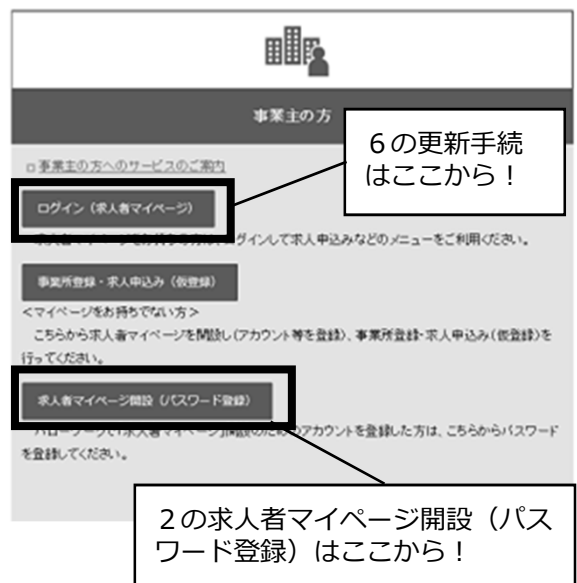 事業主の方
６の更新手続
はここから！
事業主の方へのサービスのご案内
ログイン（求人者マイページ）
ログインして求人申込みなどのメニューをご利用ください。
事業所登録・求人申込み（仮登録）
＜マイページをお持ちでない方＞
こちらから求人者マイページを開設し（アカウント等を登録）、事業所登録・求人申込み（仮登録）を
行ってください。
求人者マイページ開設（パスワード登録）
アカウントを登録した方は、こちらからパスワード
を登録してください。
２の求人者マイページ開設（パス
ワード登録）はここから！